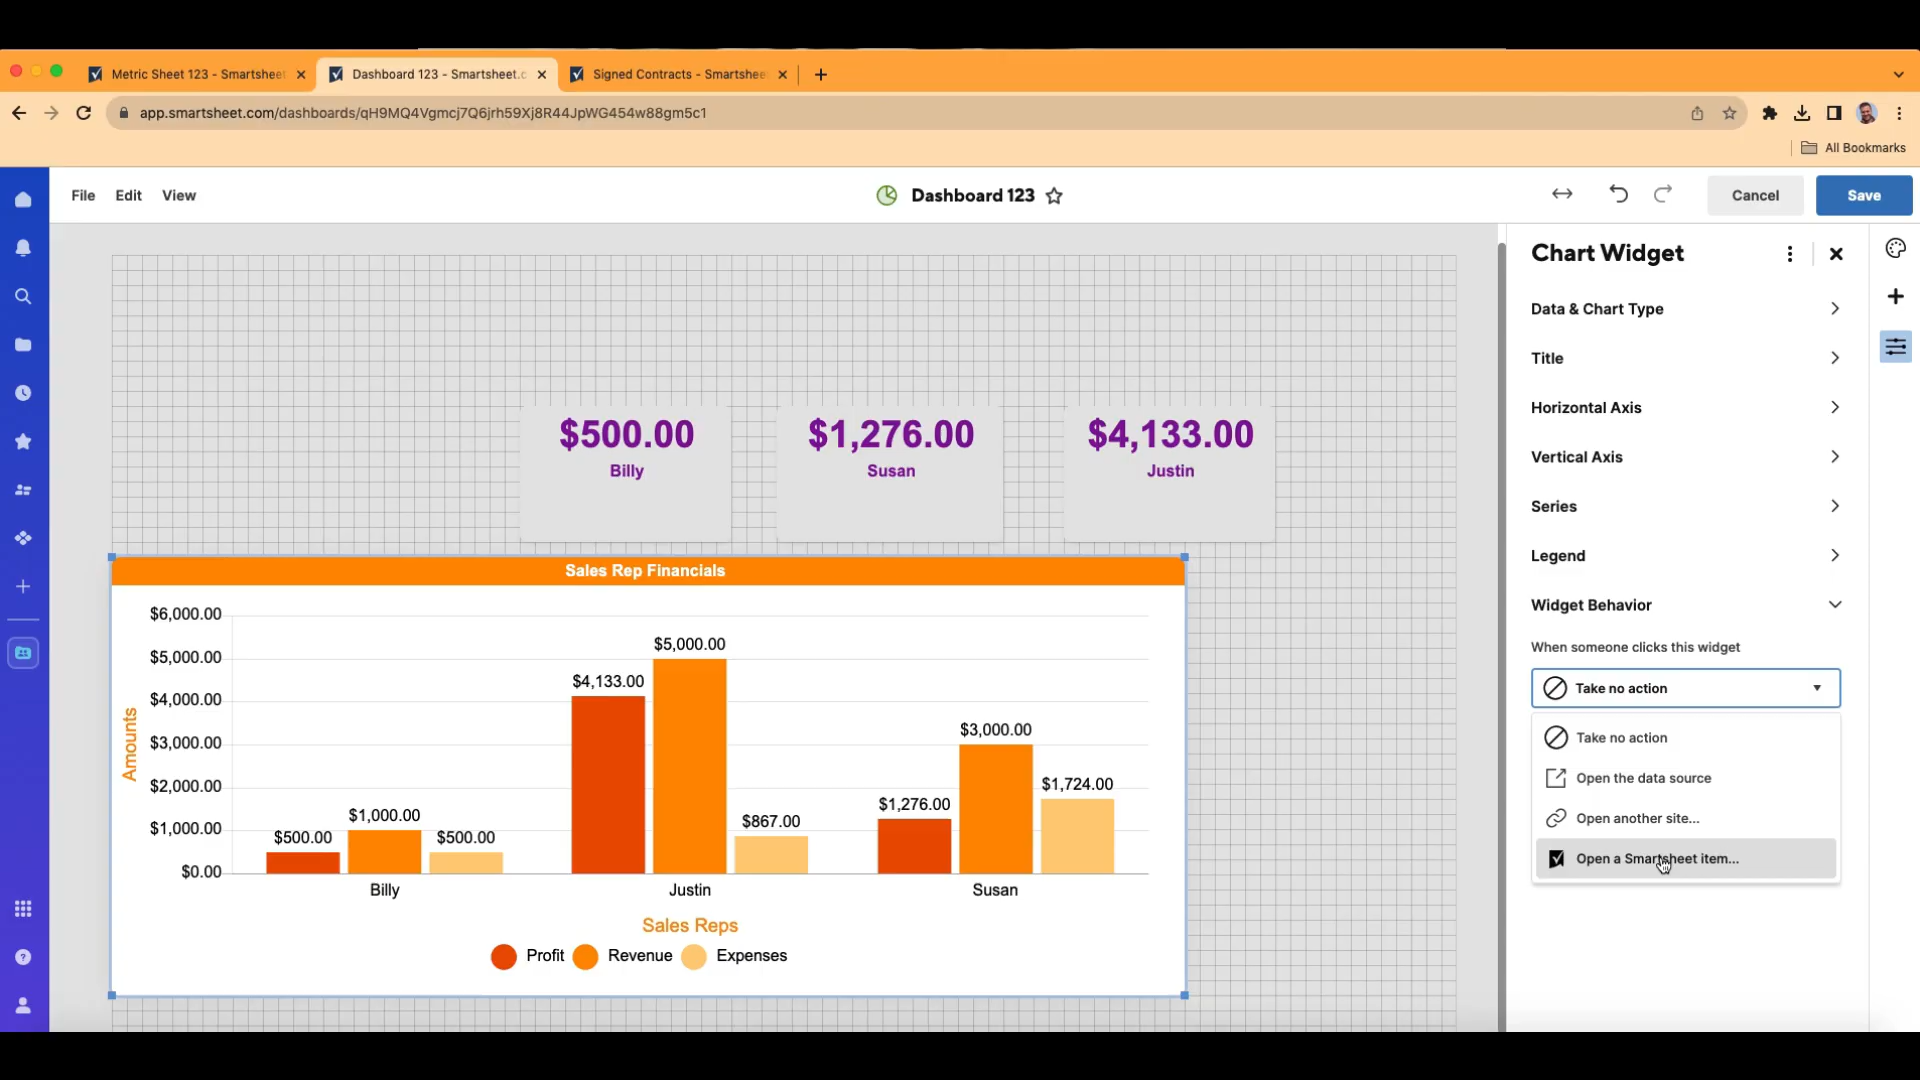 Metric Sheet 123 - Smartsheet
Dashboard 123 - Smartsheet.c
Signed Contracts - Smartshee
app.smartsheet.com/dashboards/qH9MQ4Vgmcj7Q6jrh59Xj8R44JpWG454w88gm5c1
All Bookmarks
File Edit View
Dashboard 123
Cancel
Save
Chart Widget
Data & Chart Type
Title
Horizontal Axis
Vertical Axis
Series
Legend
Widget Behavior
When someone clicks this widget
Take no action
Take no action
Open the data source
Open another site...
Open a Smartsheet item...
$500.00
Billy
$1,276.00
Susan
$4,133.00
Justin
Sales Rep Financials
Amounts
$6,000.00
$5,000.00
$4,000.00
$3,000.00
$2,000.00
$1,000.00
$0.00
$500.00
$1,000.00
$500.00
$4,133.00
$5,000.00
$867.00
$1,276.00
$3,000.00
$1,724.00
Billy
Justin
Susan
Sales Reps
Profit Revenue Expenses